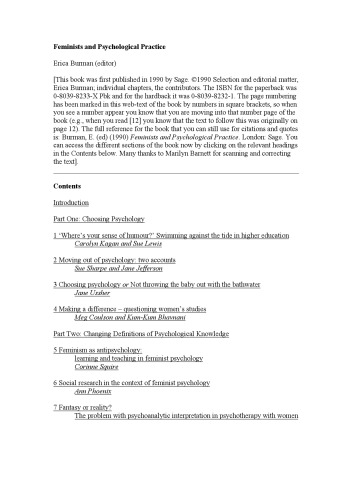 Feminists and Psychological Practice
Erica Burman (editor)
[This book was first published in 1990 by Sage. ©1990 Selection and editorial matter,
Erica Burman; individual chapters, the contributors. The ISBN for the paperback was
0-8039-8233-X Pbk and for the hardback it was 0-8039-8232-1. The page numbering
has been marked in this web-text of the book by numbers in square brackets, so when
you see a number appear you know that you are moving into that number page of the
book (e.g., when you read [12] you know that the text to follow this was originally on
page 12). The full reference for the book that you can still use for citations and quotes
is: Burman, E. (ed) (1990) Feminists and Psychological Practice. London: Sage. You
can access the different sections of the book now by clicking on the relevant headings
in the Contents below. Many thanks to Marilyn Barnett for scanning and correcting
the text].
Contents
Introduction
Part One: Choosing Psychology
1 ‘Where’s your sense of humour?’ Swimming against the tide in higher education
Carolyn Kagan and Sue Lewis
2 Moving out of psychology: two accounts
Sue Sharpe and Jane Jefferson
3 Choosing psychology or Not throwing the baby out with the bathwater
Jane Ussher
4 Making a difference – questioning women’s studies
Meg Coulson and Kum-Kum Bhavnani
Part Two: Changing Definitions of Psychological Knowledge
5 Feminism as antipsychology:
learning and teaching in feminist psychology
Corinne Squire
6 Social research in the context of feminist psychology
Ann Phoenix
7 Fantasy or reality?
The problem with psychoanalytic interpretation in psychotherapy with women